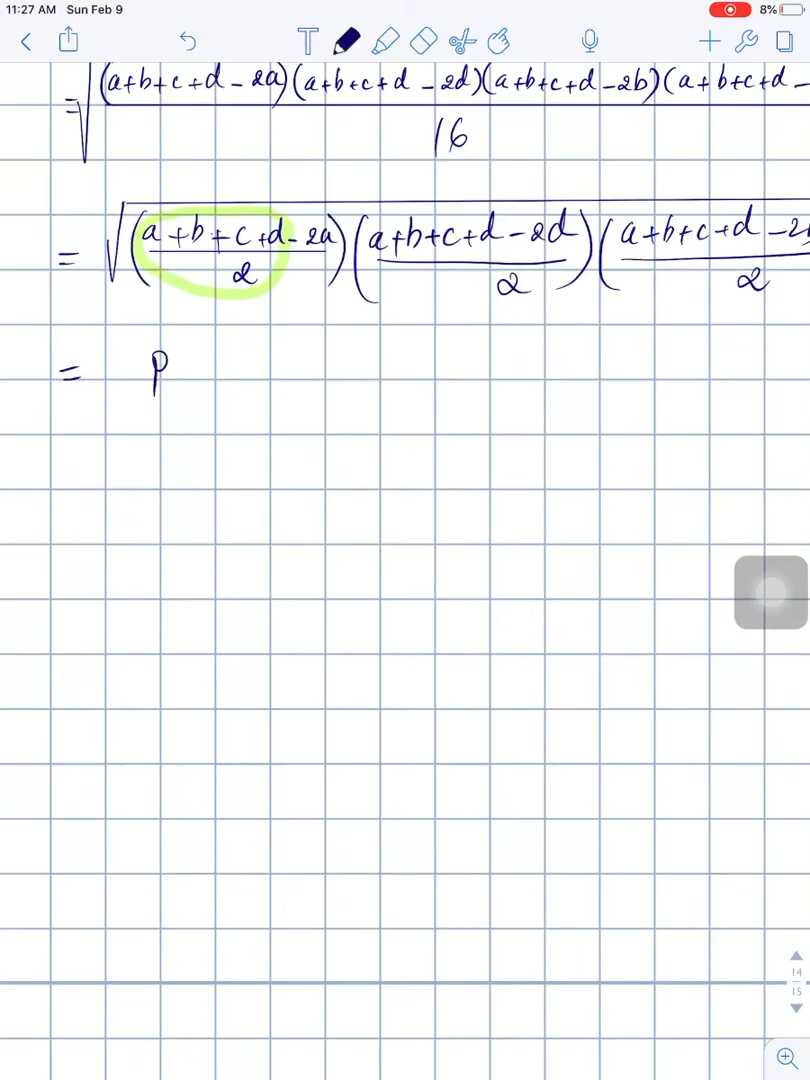 11:27 AM Sun Feb 9 8%
T
= √(a+b+c+d-2a)(a+b+c+d-2d)(a+b+c+d-2b)(a+b+c+d-
16
= √((a+b+c+d-2a)/2)((a+b+c+d-2d)/2)((a+b+c+d-2
= P
14
15